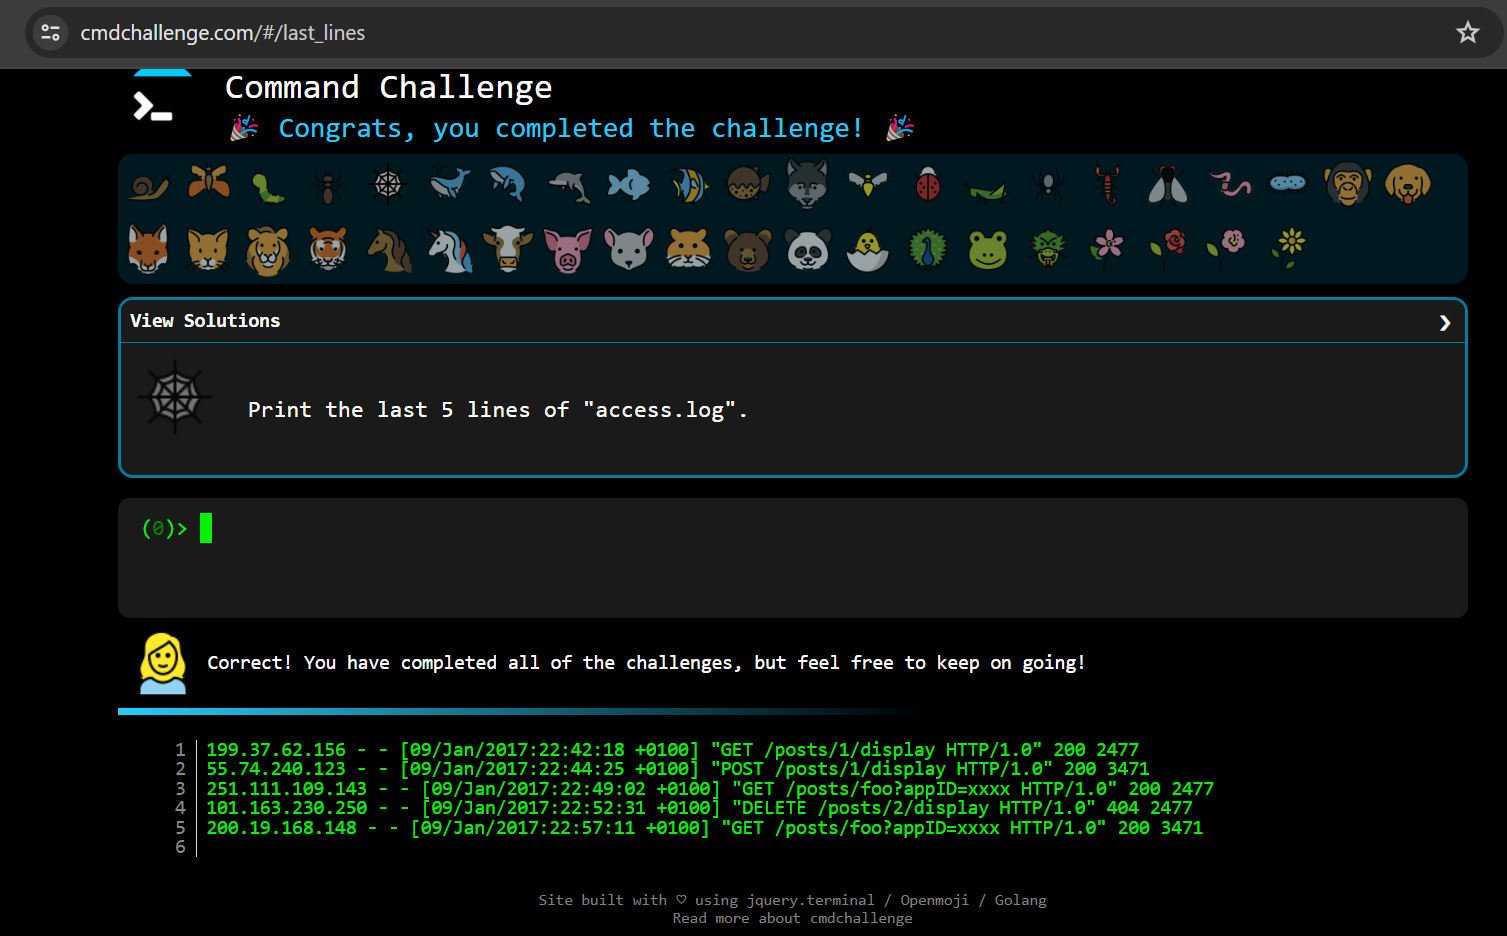 cmdchallenge.com/#/last_lines
Command Challenge
🎉 Congrats, you completed the challenge! 🎉
View Solutions
Print the last 5 lines of "access.log".
(0)>
Correct! You have completed all of the challenges, but feel free to keep on going!
1 199.37.62.156 - - [09/Jan/2017:22:42:18 +0100] "GET /posts/1/display HTTP/1.0" 200 2477
2 55.74.240.123 - - [09/Jan/2017:22:44:25 +0100] "POST /posts/1/display HTTP/1.0" 200 3471
3 251.111.109.143 - - [09/Jan/2017:22:49:02 +0100] "GET /posts/foo?appID=xxxx HTTP/1.0" 200 2477
4 101.163.230.250 - - [09/Jan/2017:22:52:31 +0100] "DELETE /posts/2/display HTTP/1.0" 404 2477
5 200.19.168.148 - - [09/Jan/2017:22:57:11 +0100] "GET /posts/foo?appID=xxxx HTTP/1.0" 200 3471
6
Site built with ♡ using jquery.terminal / Openmoji / Golang
Read more about cmdchallenge